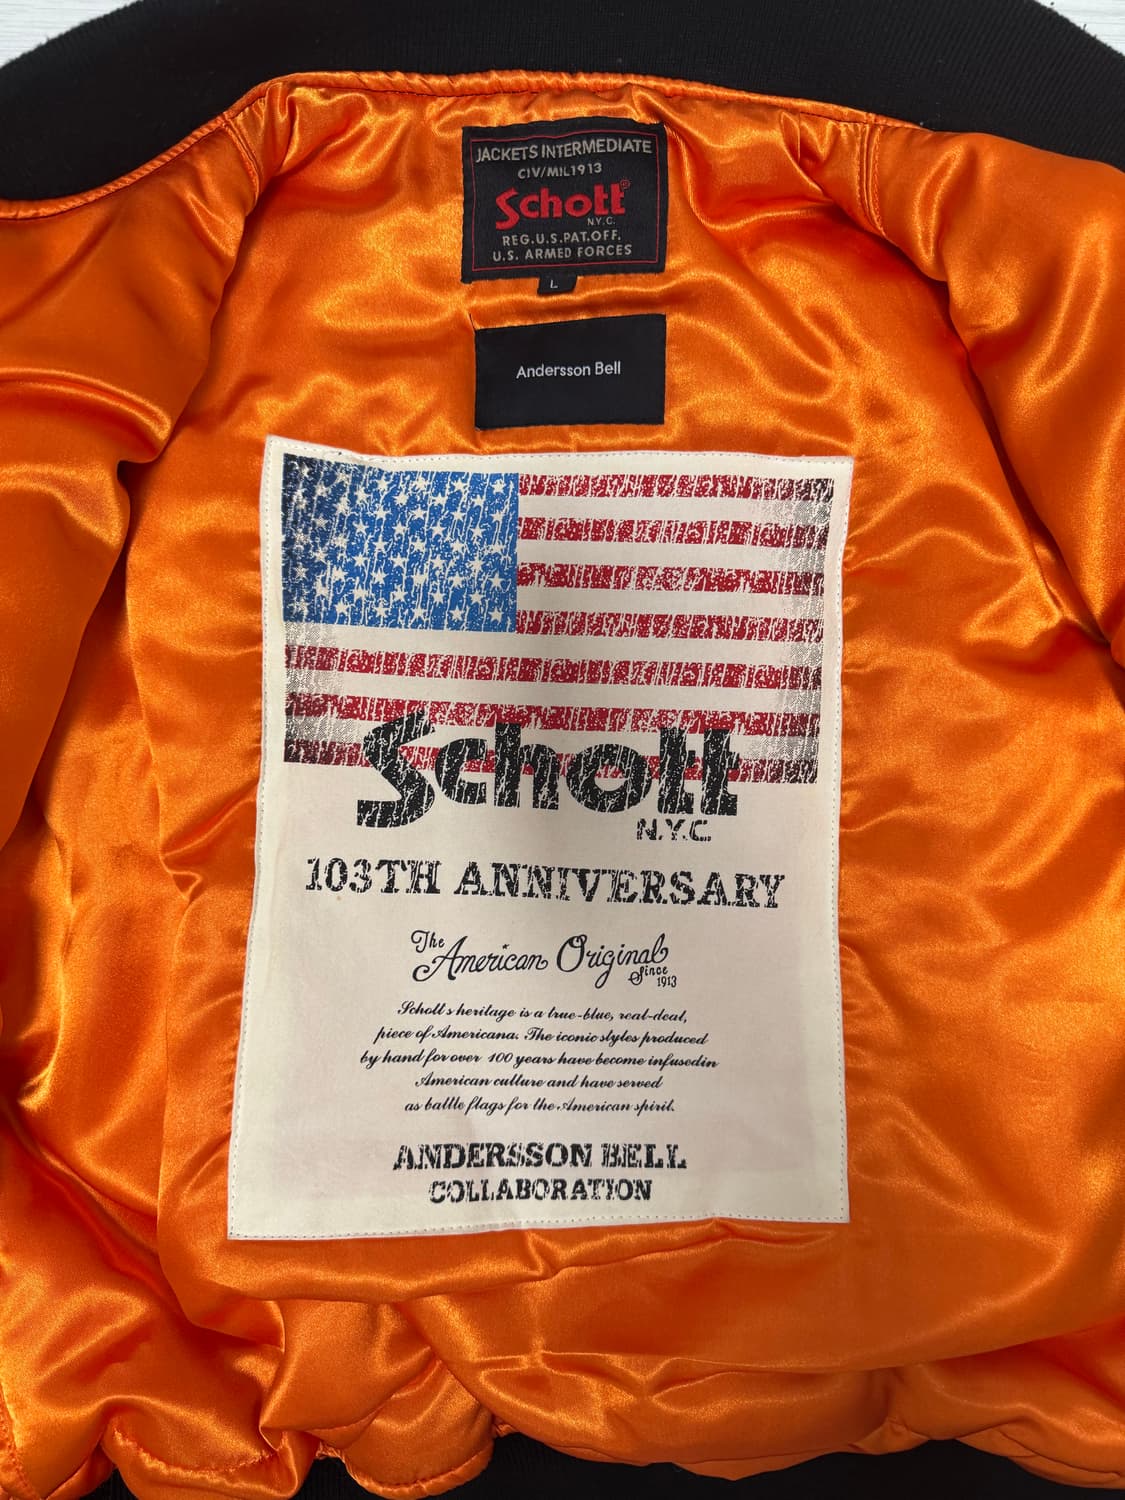 JACKETS INTERMEDIATE
CIV/MIL1913
Schott®
N.Y.C.
REG.U.S.PAT.OFF.
U.S. ARMED FORCES
L
Andersson Bell
Schott
N.Y.C.
103TH ANNIVERSARY
The
American Original
Since
1913
Schott's heritage is a true-blue, real-deal,
piece of Americana. The iconic styles produced
by hand for over 100 years have become infusedin
American culture and have served
as battle flags for the American spirit.
ANDERSSON BELL
COLLABORATION